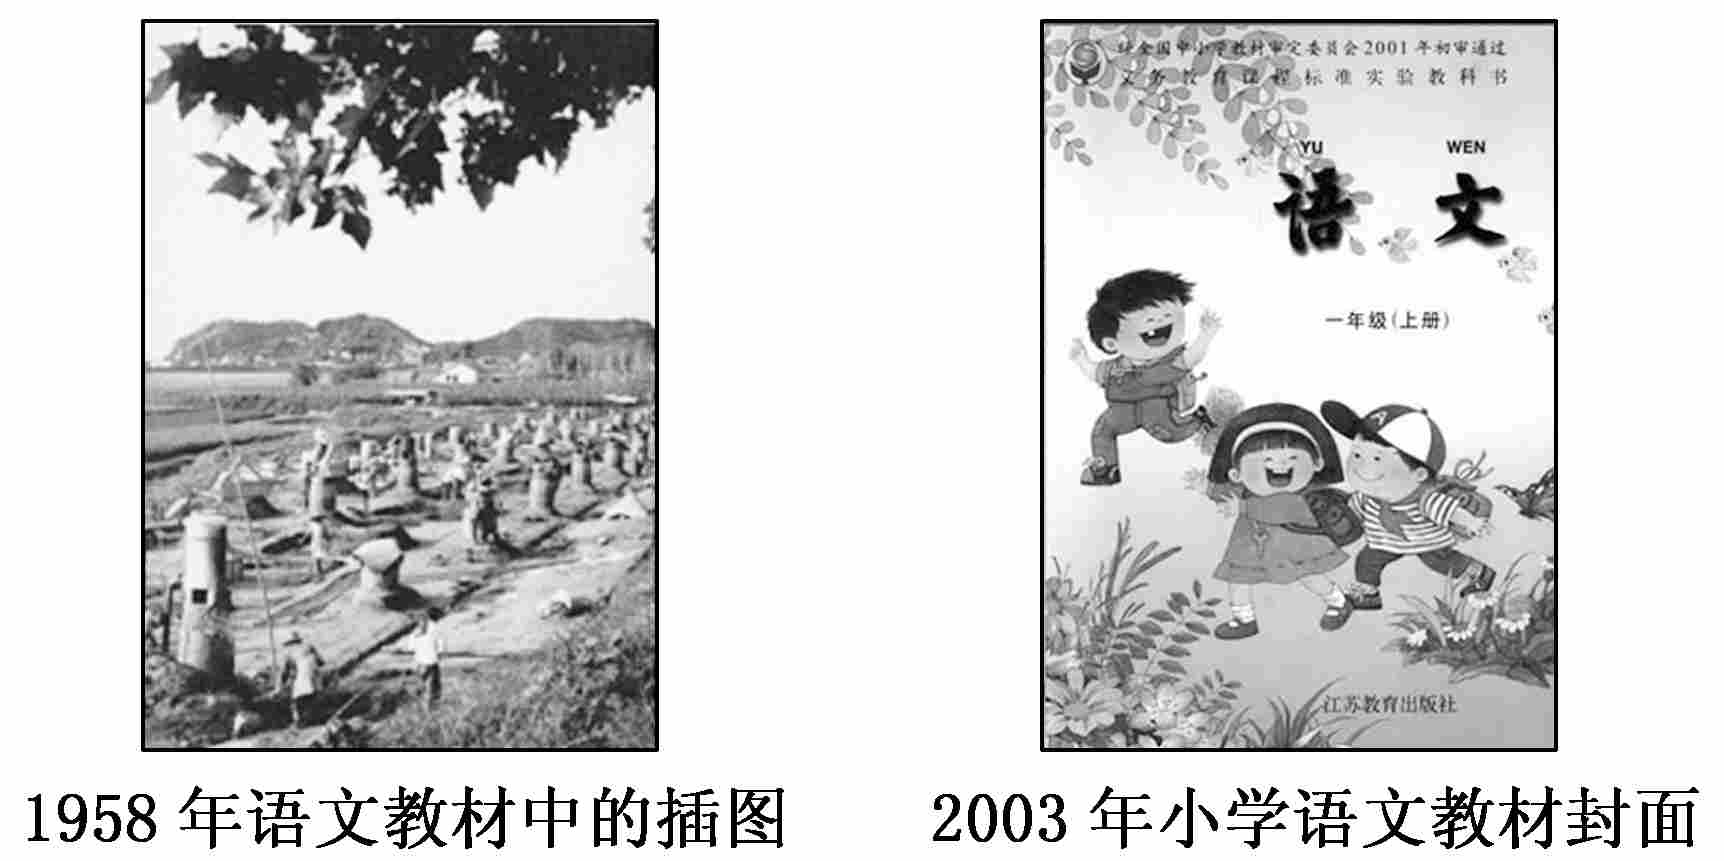 经全国中小学教材审定委员会2001年初审通过
义务教育课程标准实验教科书
YU WEN
语文
一年级(上册)
江苏教育出版社
1958年语文教材中的插图
2003年小学语文教材封面